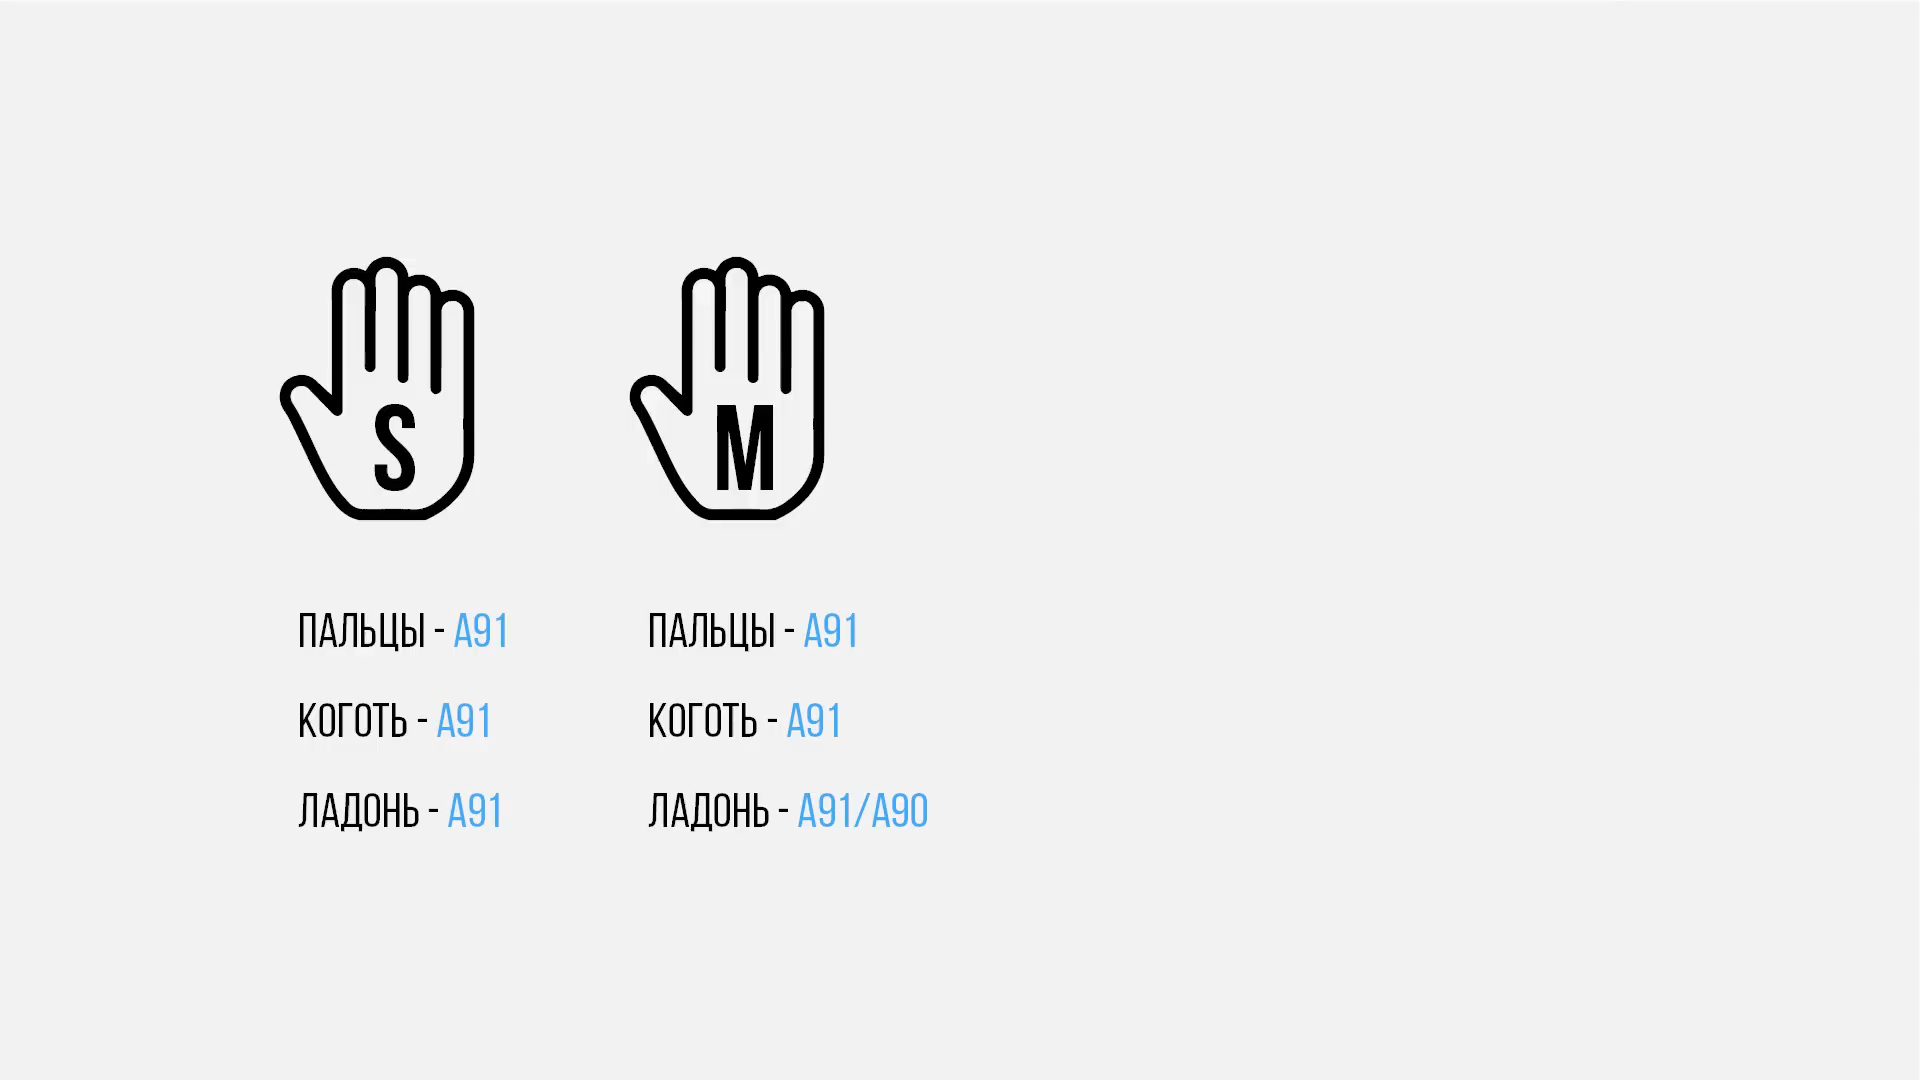 S
ПАЛЬЦЫ - A91
КОГОТЬ - A91
ЛАДОНЬ - A91
M
ПАЛЬЦЫ - A91
КОГОТЬ - A91
ЛАДОНЬ - A91/A90